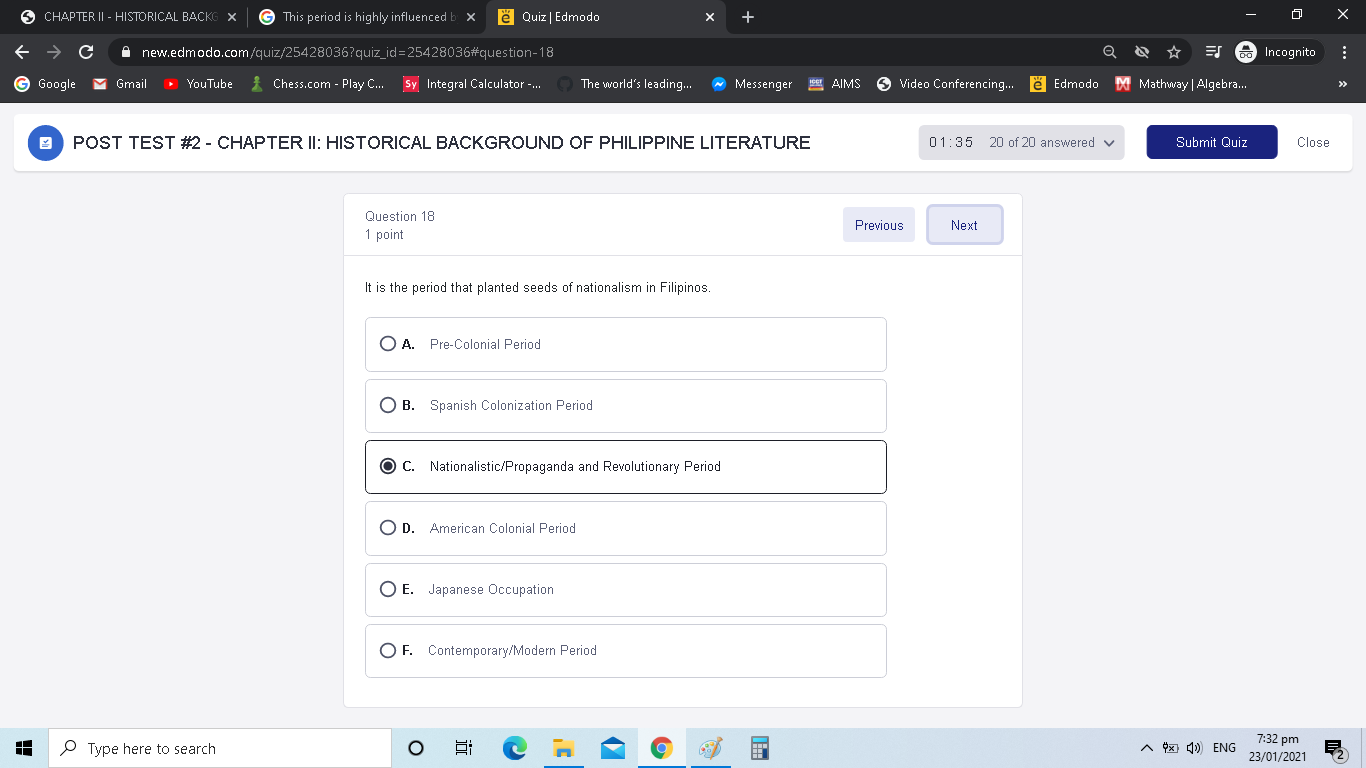 CHAPTER II - HISTORICAL BACKG
This period is highly influenced b
Quiz | Edmodo
new.edmodo.com/quiz/25428036?quiz_id=25428036#question-18
Incognito
Google
Gmail
YouTube
Chess.com - Play C...
Sy
Integral Calculator -...
The world's leading...
Messenger
AIMS
Video Conferencing...
Edmodo
Mathway | Algebra...
»
POST TEST #2 - CHAPTER II: HISTORICAL BACKGROUND OF PHILIPPINE LITERATURE
01:35 20 of 20 answered
Submit Quiz
Close
Question 18
1 point
Previous
Next
It is the period that planted seeds of nationalism in Filipinos.
A. Pre-Colonial Period
B. Spanish Colonization Period
C. Nationalistic/Propaganda and Revolutionary Period
D. American Colonial Period
E. Japanese Occupation
F. Contemporary/Modern Period
Type here to search
ENG
7:32 pm
23/01/2021
2